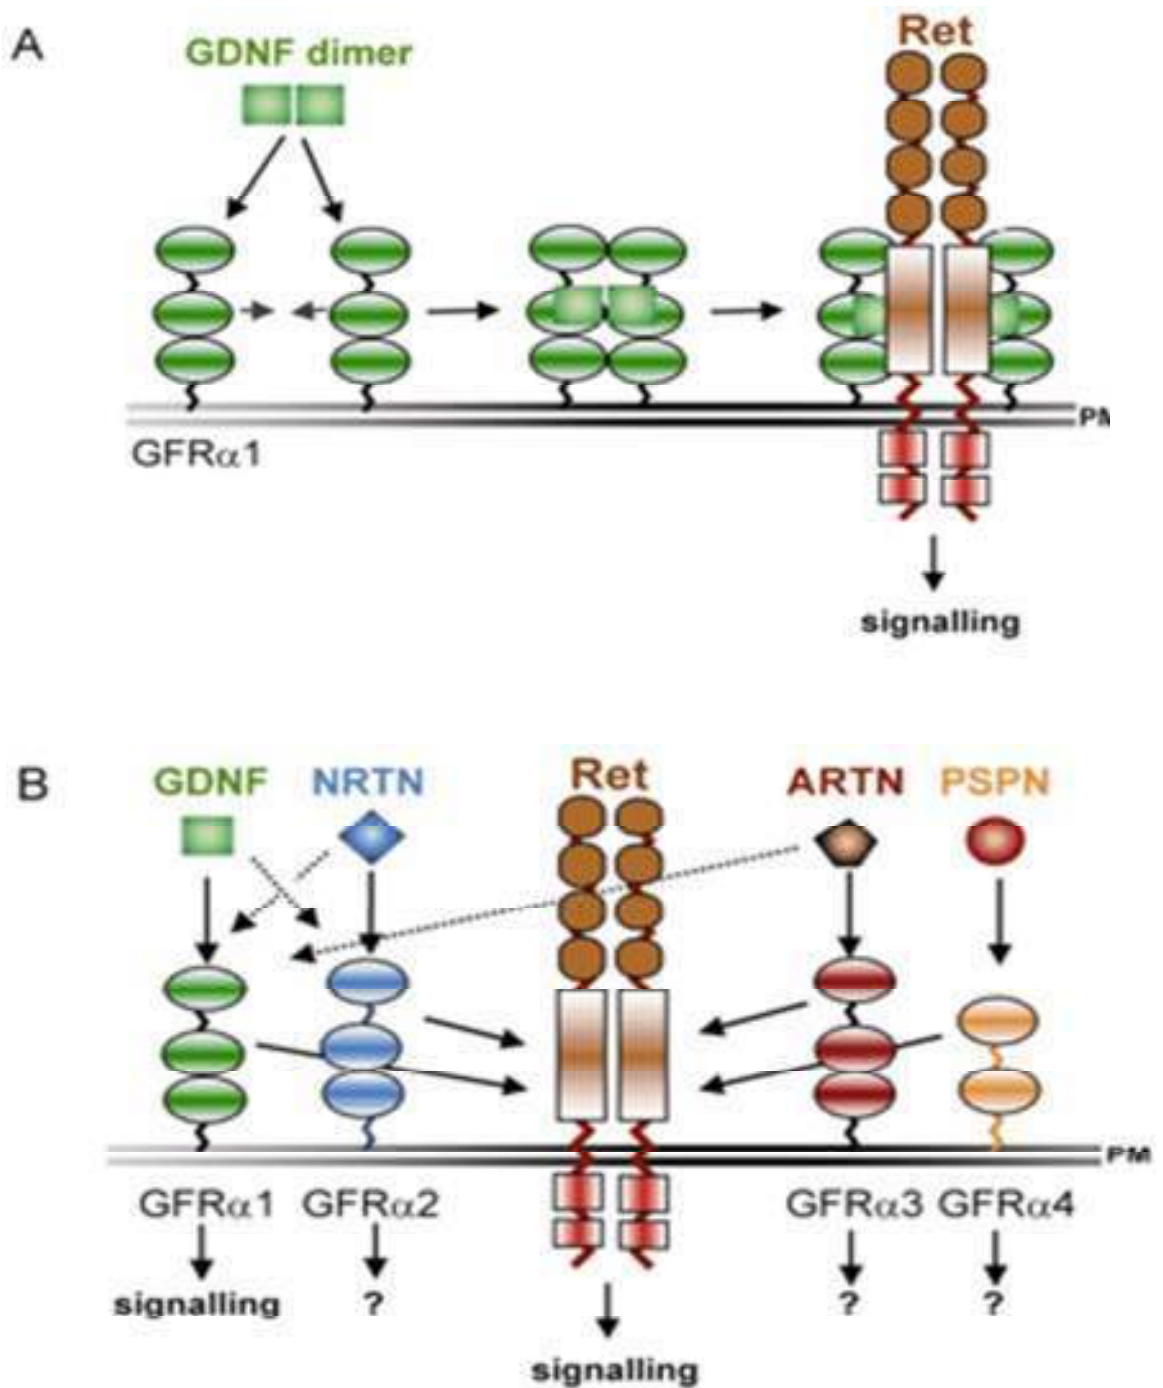 A
GDNF dimer
Ret
PM
GFRα1
signalling
B
GDNF NRTN Ret ARTN PSPN
PM
GFRα1 GFRα2 GFRα3 GFRα4
signalling ? ? ?
signalling